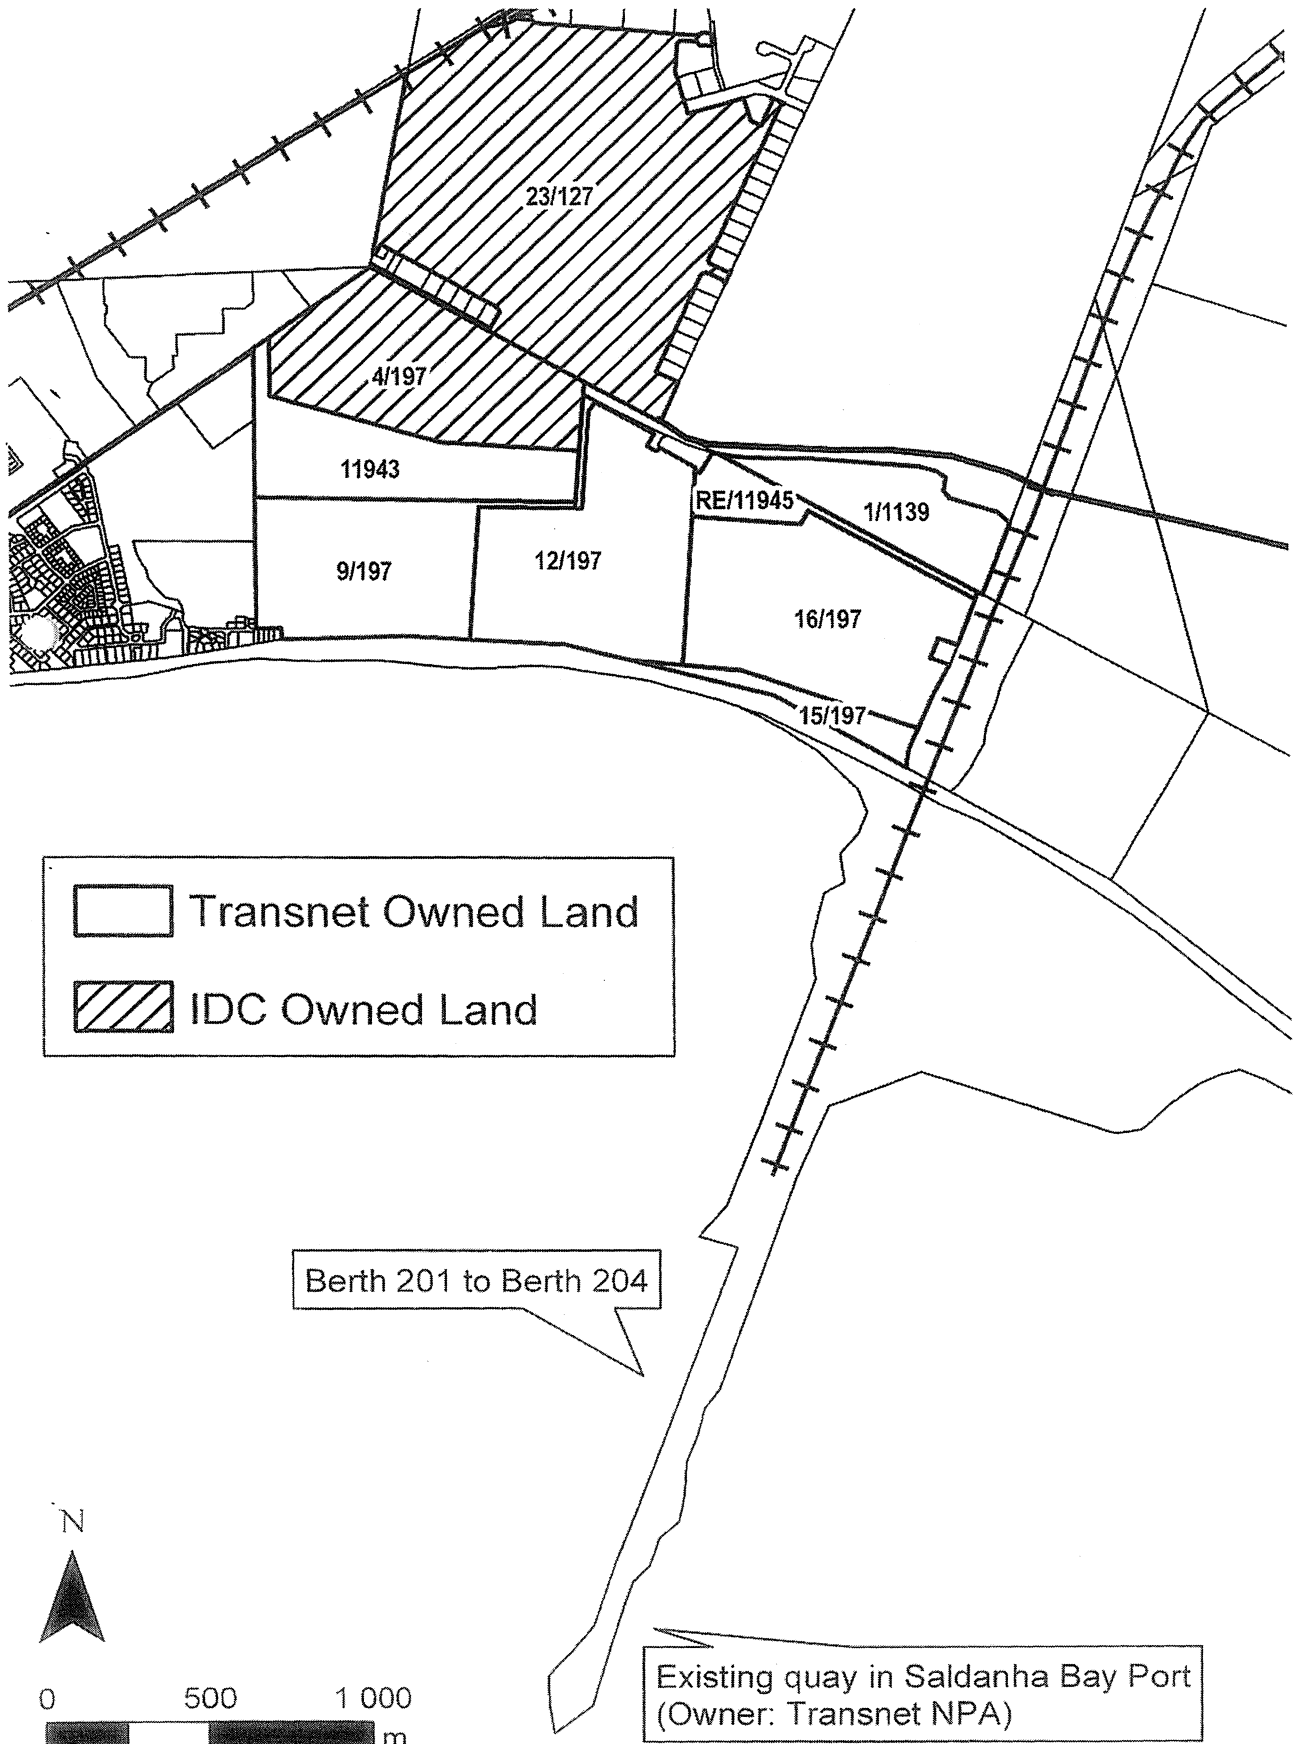 23/127
4/197
11943
RE/11945
1/1139
9/197
12/197
16/197
15/197
Transnet Owned Land
IDC Owned Land
Berth 201 to Berth 204
N
0 500 1 000
m
Existing quay in Saldanha Bay Port
(Owner: Transnet NPA)